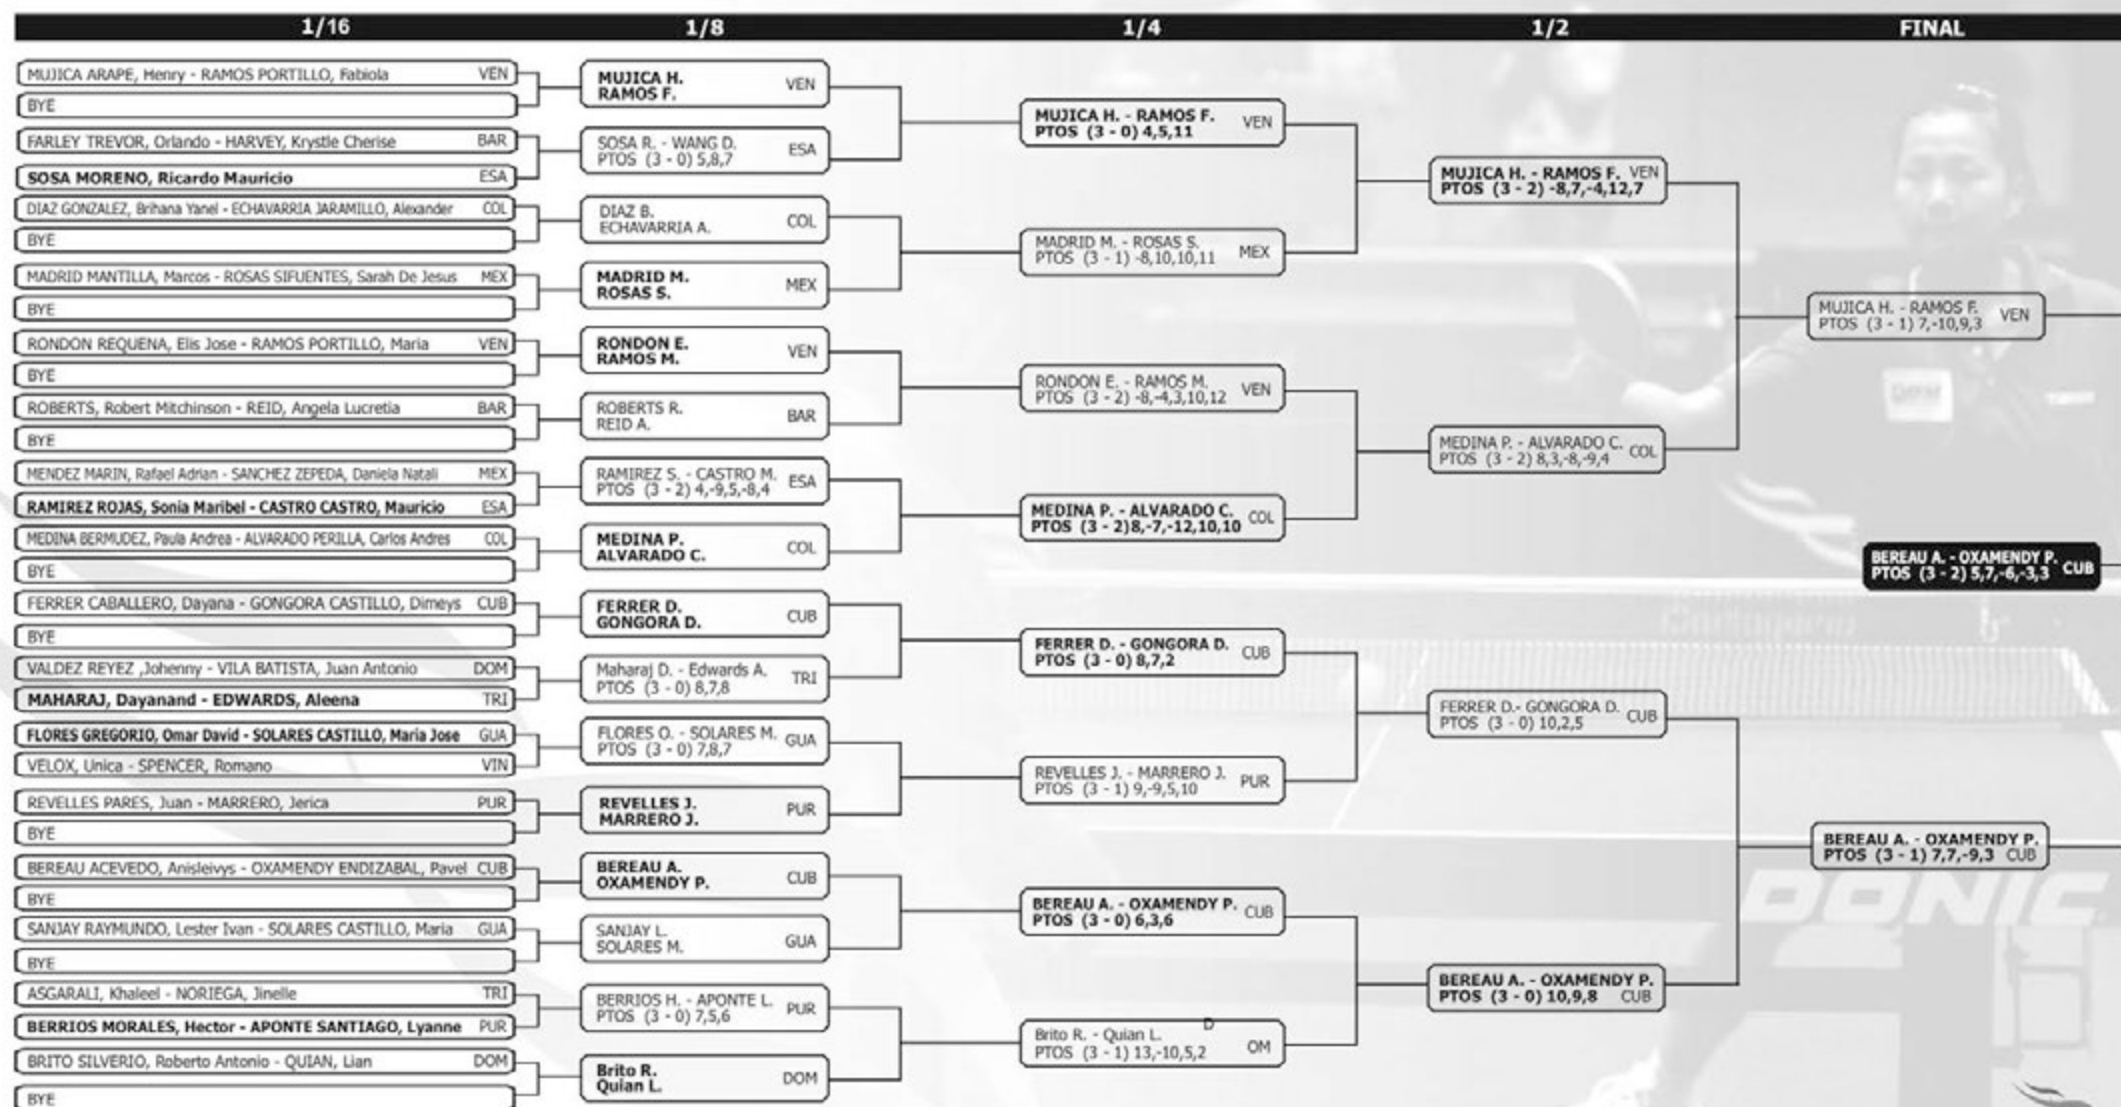 1/16 1/8 1/4 1/2 FINAL
MUJICA ARAPE, Henry - RAMOS PORTILLO, Fabiola VEN
BYE
FARLEY TREVOR, Orlando - HARVEY, Krystle Cherise BAR
SOSA MORENO, Ricardo Mauricio ESA
DIAZ GONZALEZ, Brihana Yanel - ECHAVARRIA JARAMILLO, Alexander COL
BYE
MADRID MANTILLA, Marcos - ROSAS SIFUENTES, Sarah De Jesus MEX
BYE
RONDON REQUENA, Elis Jose - RAMOS PORTILLO, Maria VEN
BYE
ROBERTS, Robert Mitchinson - REID, Angela Lucretia BAR
BYE
MENDEZ MARIN, Rafael Adrian - SANCHEZ ZEPEDA, Daniela Natali MEX
RAMIREZ ROJAS, Sonia Maribel - CASTRO CASTRO, Mauricio ESA
MEDINA BERMUDEZ, Paula Andrea - ALVARADO PERILLA, Carlos Andres COL
BYE
FERRER CABALLERO, Dayana - GONGORA CASTILLO, Dimeys CUB
BYE
VALDEZ REYEZ ,Johenny - VILA BATISTA, Juan Antonio DOM
MAHARAJ, Dayanand - EDWARDS, Aleena TRI
FLORES GREGORIO, Omar David - SOLARES CASTILLO, Maria Jose GUA
VELOX, Unica - SPENCER, Romano VIN
REVELLES PARES, Juan - MARRERO, Jerica PUR
BYE
BEREAU ACEVEDO, Anisleivys - OXAMENDY ENDIZABAL, Pavel CUB
BYE
SANJAY RAYMUNDO, Lester Ivan - SOLARES CASTILLO, Maria GUA
BYE
ASGARALI, Khaleel - NORIEGA, Jinelle TRI
BERRIOS MORALES, Hector - APONTE SANTIAGO, Lyanne PUR
BRITO SILVERIO, Roberto Antonio - QUIAN, Lian DOM
BYE
MUJICA H.
RAMOS F. VEN
SOSA R. - WANG D.
PTOS (3 - 0) 5,8,7 ESA
DIAZ B.
ECHAVARRIA A. COL
MADRID M.
ROSAS S. MEX
RONDON E.
RAMOS M. VEN
ROBERTS R.
REID A. BAR
RAMIREZ S. - CASTRO M.
PTOS (3 - 2) 4,-9,5,-8,4 ESA
MEDINA P.
ALVARADO C. COL
FERRER D.
GONGORA D. CUB
Maharaj D. - Edwards A.
PTOS (3 - 0) 8,7,8 TRI
FLORES O. - SOLARES M.
PTOS (3 - 0) 7,8,7 GUA
REVELLES J.
MARRERO J. PUR
BEREAU A.
OXAMENDY P. CUB
SANJAY L.
SOLARES M. GUA
BERRIOS H. - APONTE L.
PTOS (3 - 0) 7,5,6 PUR
Brito R.
Quian L. DOM
MUJICA H. - RAMOS F.
PTOS (3 - 0) 4,5,11 VEN
MADRID M. - ROSAS S.
PTOS (3 - 1) -8,10,10,11 MEX
RONDON E. - RAMOS M.
PTOS (3 - 2) -8,-4,3,10,12 VEN
MEDINA P. - ALVARADO C.
PTOS (3 - 2)8,-7,-12,10,10 COL
FERRER D. - GONGORA D.
PTOS (3 - 0) 8,7,2 CUB
REVELLES J. - MARRERO J.
PTOS (3 - 1) 9,-9,5,10 PUR
BEREAU A. - OXAMENDY P.
PTOS (3 - 0) 6,3,6 CUB
Brito R. - Quian L. D
PTOS (3 - 1) 13,-10,5,2 OM
MUJICA H. - RAMOS F. VEN
PTOS (3 - 2) -8,7,-4,12,7
MEDINA P. - ALVARADO C.
PTOS (3 - 2) 8,3,-8,-9,4 COL
FERRER D.- GONGORA D.
PTOS (3 - 0) 10,2,5 CUB
BEREAU A. - OXAMENDY P.
PTOS (3 - 0) 10,9,8 CUB
MUJICA H. - RAMOS F.
PTOS (3 - 1) 7,-10,9,3 VEN
BEREAU A. - OXAMENDY P.
PTOS (3 - 2) 5,7,-6,-3,3 CUB
BEREAU A. - OXAMENDY P.
PTOS (3 - 1) 7,7,-9,3 CUB
DONIC